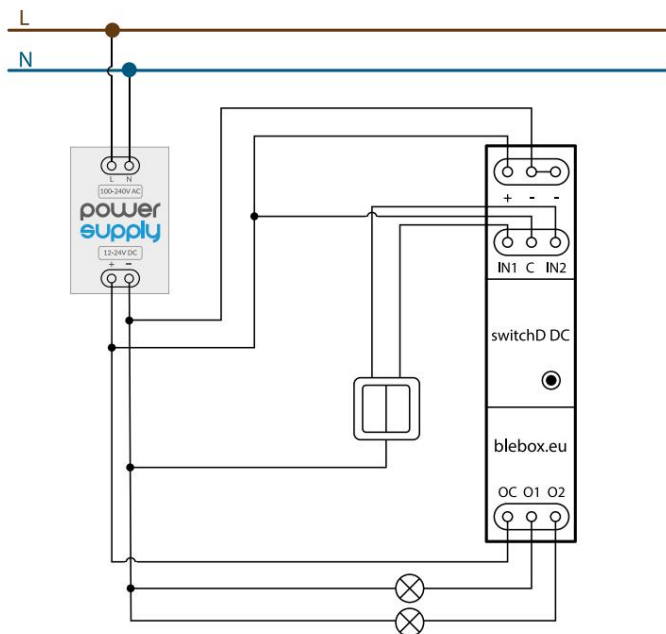 L
N
L N
100-240V AC
power
supply
12-24V DC
+ −
+ - -
IN1 C IN2
switchD DC
blebox.eu
OC O1 O2